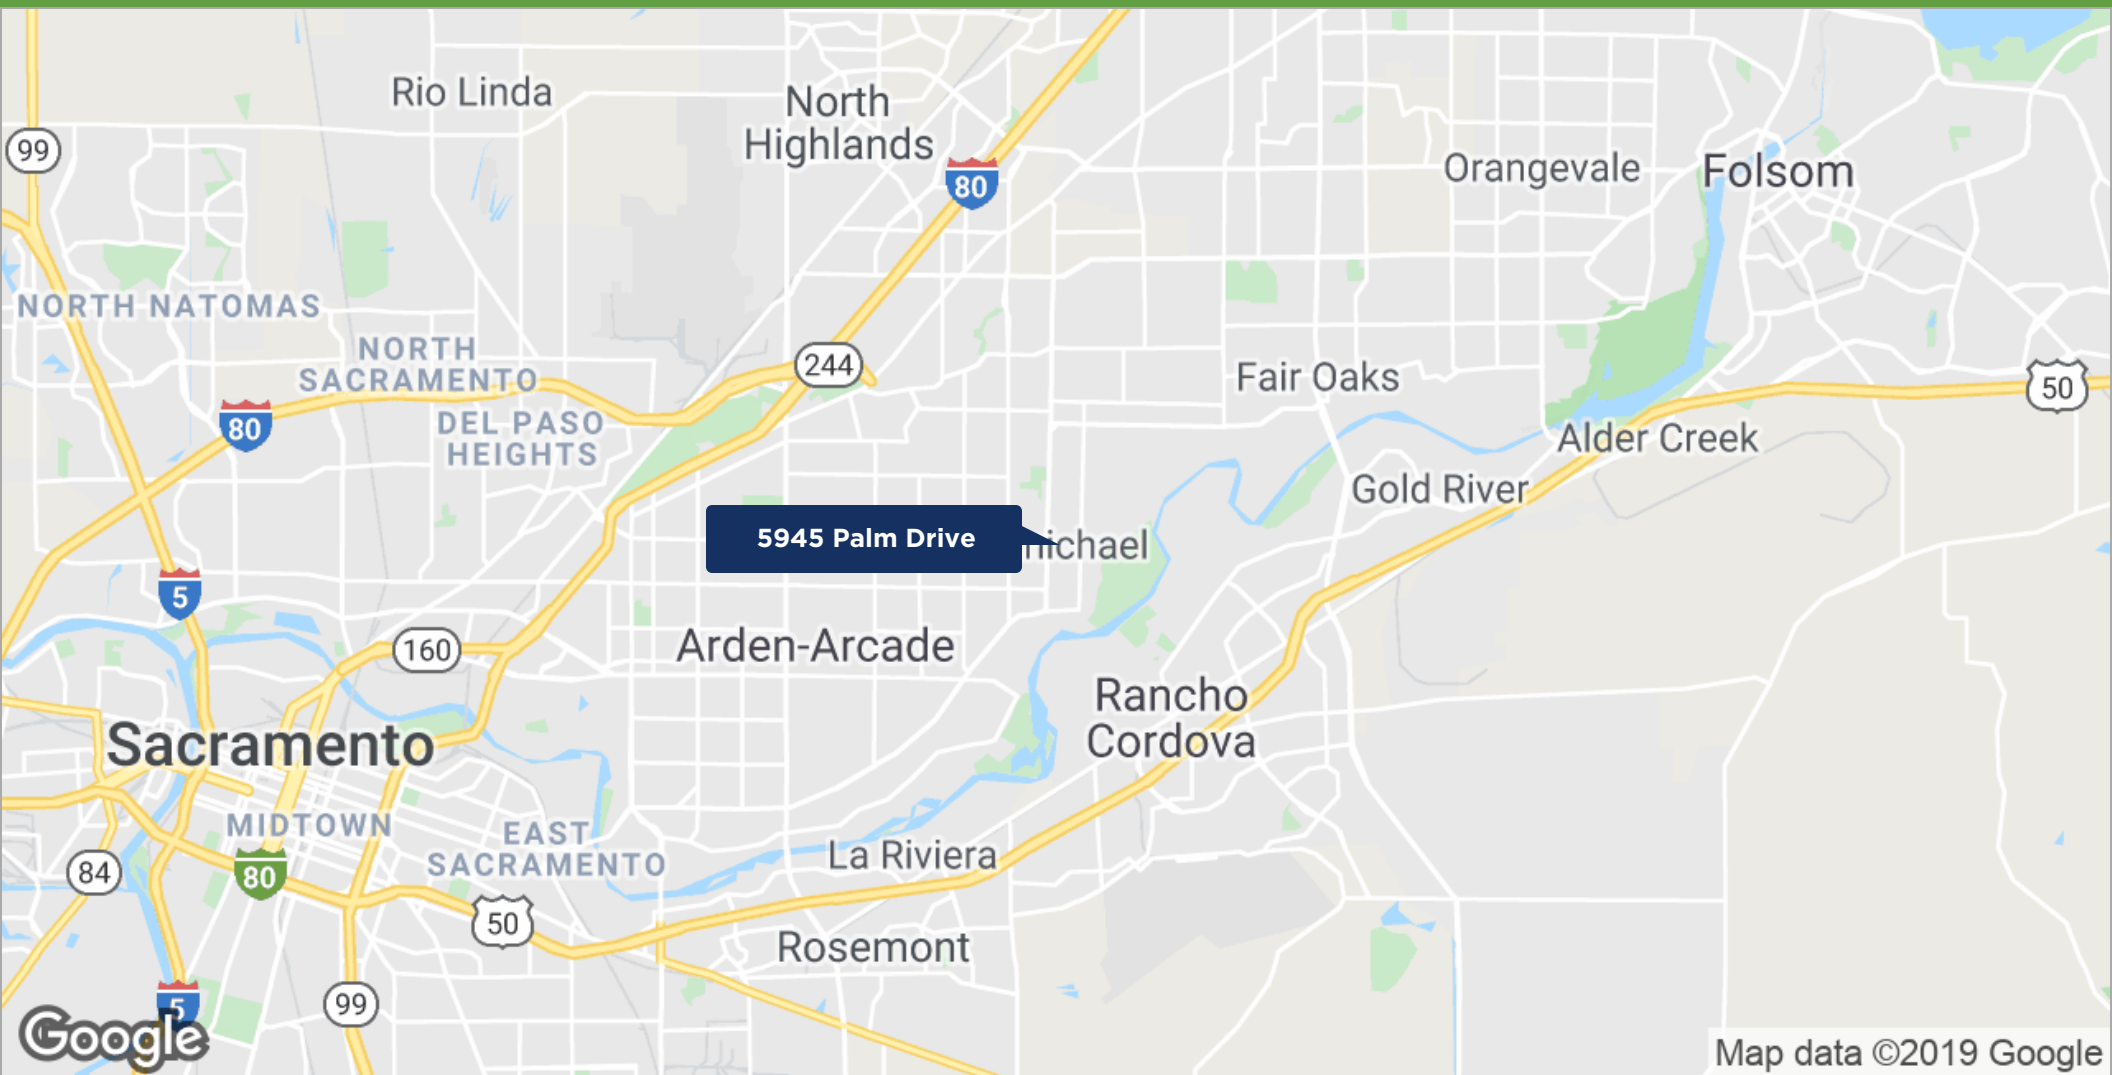 Rio Linda
North
Highlands
99
80
Orangevale
Folsom
NORTH NATOMAS
NORTH
SACRAMENTO
244
Fair Oaks
50
80
DEL PASO
HEIGHTS
Alder Creek
Gold River
5945 Palm Drive
michael
5
160
Arden-Arcade
Rancho
Cordova
Sacramento
MIDTOWN
EAST
SACRAMENTO
La Riviera
84
80
50
Rosemont
5
99
Google
Map data ©2019 Google